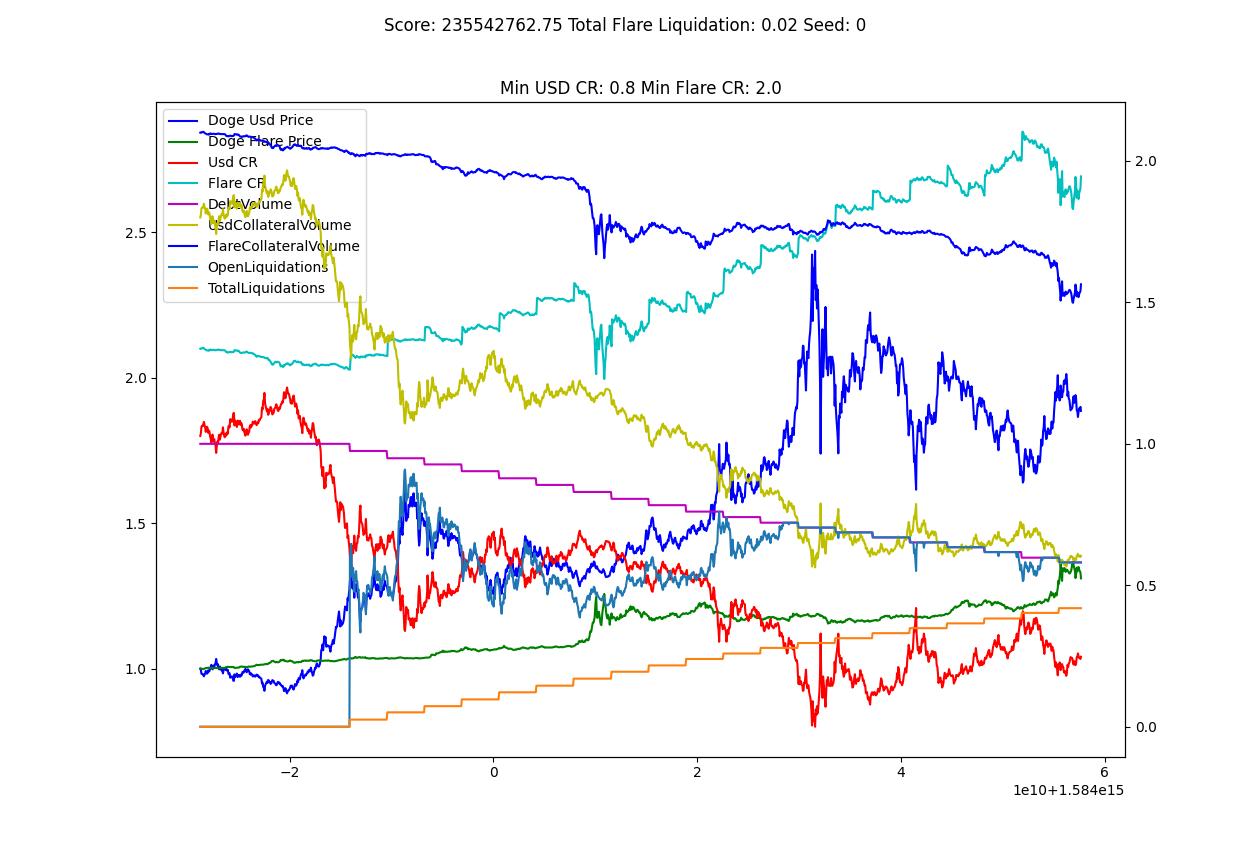 Score: 235542762.75 Total Flare Liquidation: 0.02 Seed: 0
Min USD CR: 0.8 Min Flare CR: 2.0
Doge Usd Price
Doge Flare Price
Usd CR
Flare CR
DebtVolume
UsdCollateralVolume
FlareCollateralVolume
OpenLiquidations
TotalLiquidations
2.5
2.0
1.5
1.0
2.0
1.5
1.0
0.5
0.0
−2
0
2
4
6
1e10+1.584e15